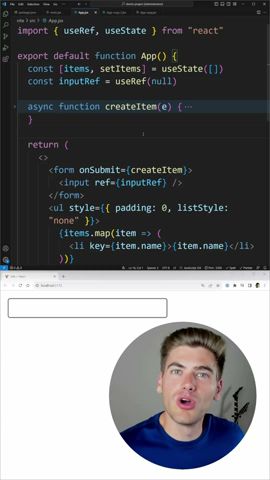 App.jsx
import { useRef, useState } from "react"
export default function App() {
const [items, setItems] = useState([])
const inputRef = useRef(null)
async function createItem(e) { ...
}
return (
<>
<form onSubmit={createItem}>
<input ref={inputRef} />
</form>
<ul style={{ padding: 0, listStyle:
"none" }}>
{items.map(item => (
<li key={item.name}>{item.name}</li>
))}